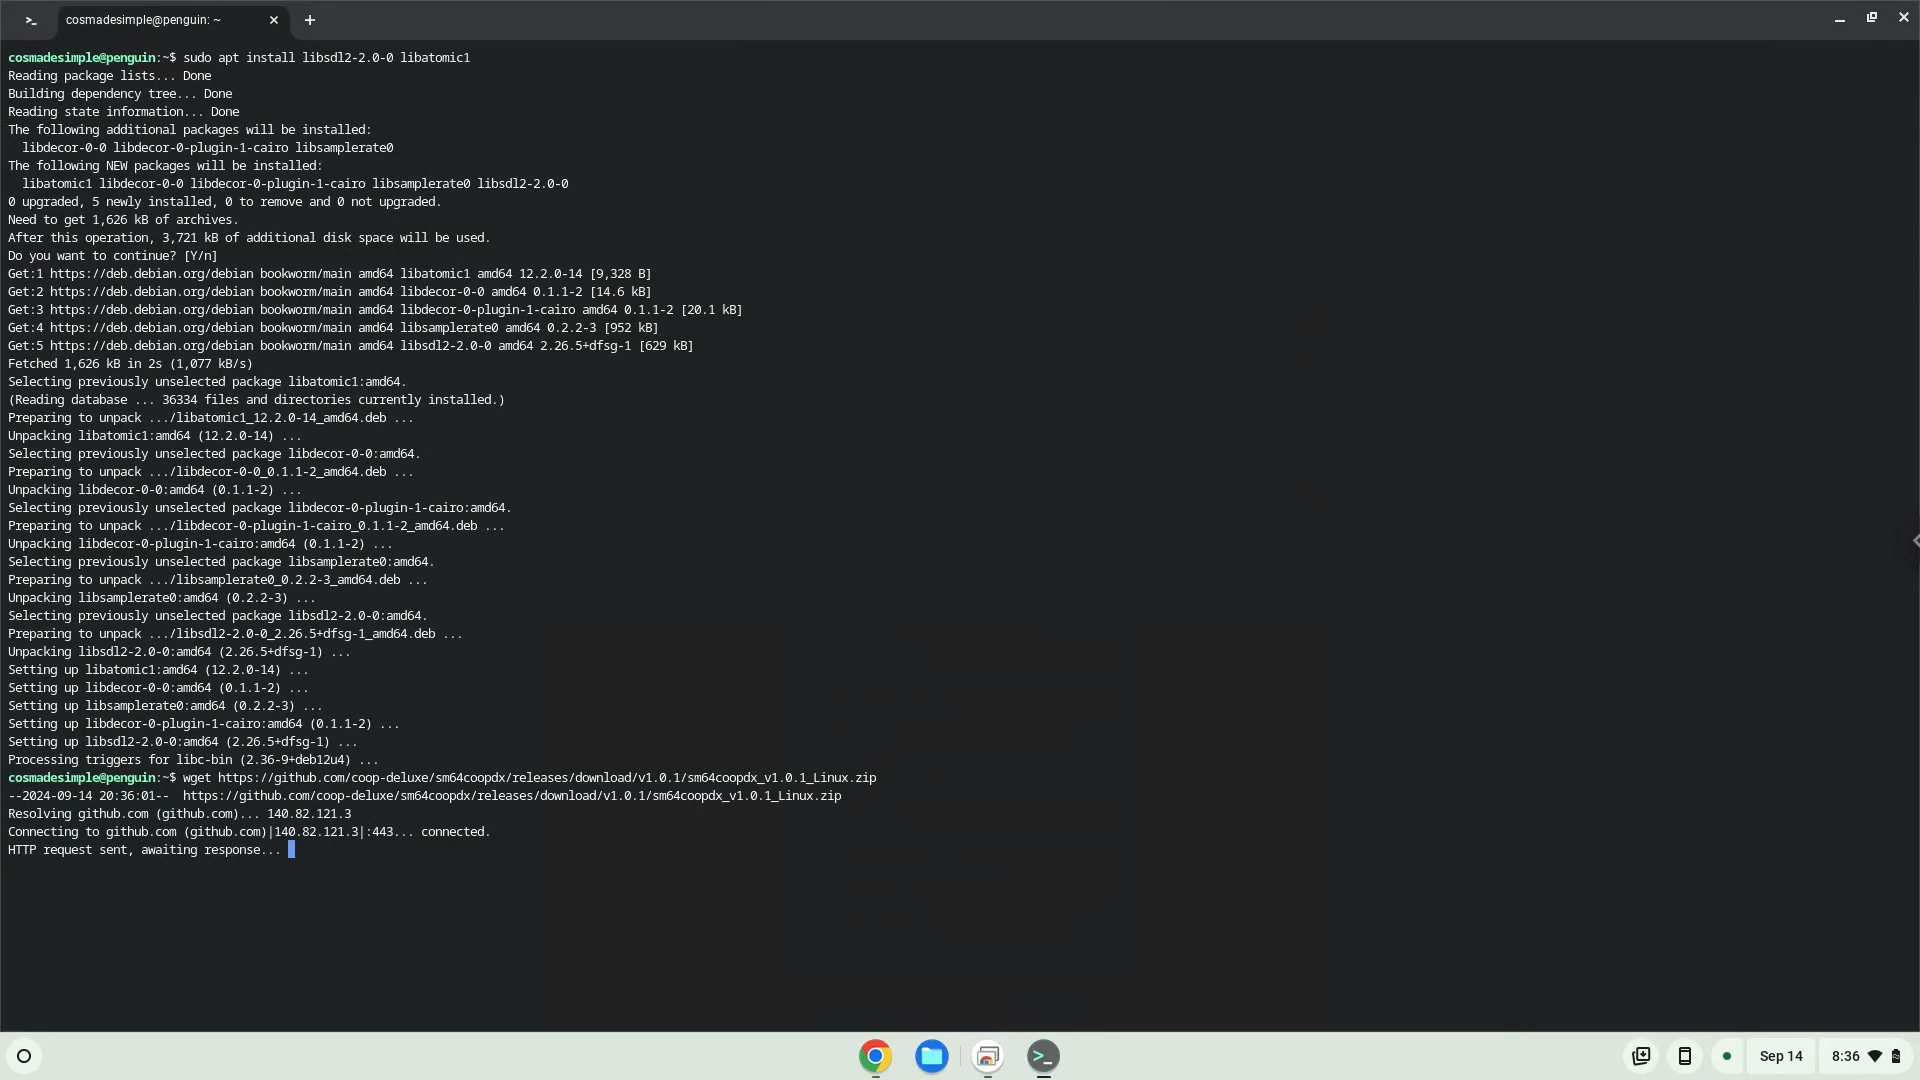 cosmadesimple@penguin: ~
cosmadesimple@penguin:~$ sudo apt install libsdl2-2.0-0 libatomic1
Reading package lists... Done
Building dependency tree... Done
Reading state information... Done
The following additional packages will be installed:
  libdecor-0-0 libdecor-0-plugin-1-cairo libsamplerate0
The following NEW packages will be installed:
  libatomic1 libdecor-0-0 libdecor-0-plugin-1-cairo libsamplerate0 libsdl2-2.0-0
0 upgraded, 5 newly installed, 0 to remove and 0 not upgraded.
Need to get 1,626 kB of archives.
After this operation, 3,721 kB of additional disk space will be used.
Do you want to continue? [Y/n]
Get:1 https://deb.debian.org/debian bookworm/main amd64 libatomic1 amd64 12.2.0-14 [9,328 B]
Get:2 https://deb.debian.org/debian bookworm/main amd64 libdecor-0-0 amd64 0.1.1-2 [14.6 kB]
Get:3 https://deb.debian.org/debian bookworm/main amd64 libdecor-0-plugin-1-cairo amd64 0.1.1-2 [20.1 kB]
Get:4 https://deb.debian.org/debian bookworm/main amd64 libsamplerate0 amd64 0.2.2-3 [952 kB]
Get:5 https://deb.debian.org/debian bookworm/main amd64 libsdl2-2.0-0 amd64 2.26.5+dfsg-1 [629 kB]
Fetched 1,626 kB in 2s (1,077 kB/s)
Selecting previously unselected package libatomic1:amd64.
(Reading database ... 36334 files and directories currently installed.)
Preparing to unpack .../libatomic1_12.2.0-14_amd64.deb ...
Unpacking libatomic1:amd64 (12.2.0-14) ...
Selecting previously unselected package libdecor-0-0:amd64.
Preparing to unpack .../libdecor-0-0_0.1.1-2_amd64.deb ...
Unpacking libdecor-0-0:amd64 (0.1.1-2) ...
Selecting previously unselected package libdecor-0-plugin-1-cairo:amd64.
Preparing to unpack .../libdecor-0-plugin-1-cairo_0.1.1-2_amd64.deb ...
Unpacking libdecor-0-plugin-1-cairo:amd64 (0.1.1-2) ...
Selecting previously unselected package libsamplerate0:amd64.
Preparing to unpack .../libsamplerate0_0.2.2-3_amd64.deb ...
Unpacking libsamplerate0:amd64 (0.2.2-3) ...
Selecting previously unselected package libsdl2-2.0-0:amd64.
Preparing to unpack .../libsdl2-2.0-0_2.26.5+dfsg-1_amd64.deb ...
Unpacking libsdl2-2.0-0:amd64 (2.26.5+dfsg-1) ...
Setting up libatomic1:amd64 (12.2.0-14) ...
Setting up libdecor-0-0:amd64 (0.1.1-2) ...
Setting up libsamplerate0:amd64 (0.2.2-3) ...
Setting up libdecor-0-plugin-1-cairo:amd64 (0.1.1-2) ...
Setting up libsdl2-2.0-0:amd64 (2.26.5+dfsg-1) ...
Processing triggers for libc-bin (2.36-9+deb12u4) ...
cosmadesimple@penguin:~$ wget https://github.com/coop-deluxe/sm64coopdx/releases/download/v1.0.1/sm64coopdx_v1.0.1_Linux.zip
--2024-09-14 20:36:01--  https://github.com/coop-deluxe/sm64coopdx/releases/download/v1.0.1/sm64coopdx_v1.0.1_Linux.zip
Resolving github.com (github.com)... 140.82.121.3
Connecting to github.com (github.com)|140.82.121.3|:443... connected.
HTTP request sent, awaiting response...
Sep 14
8:36